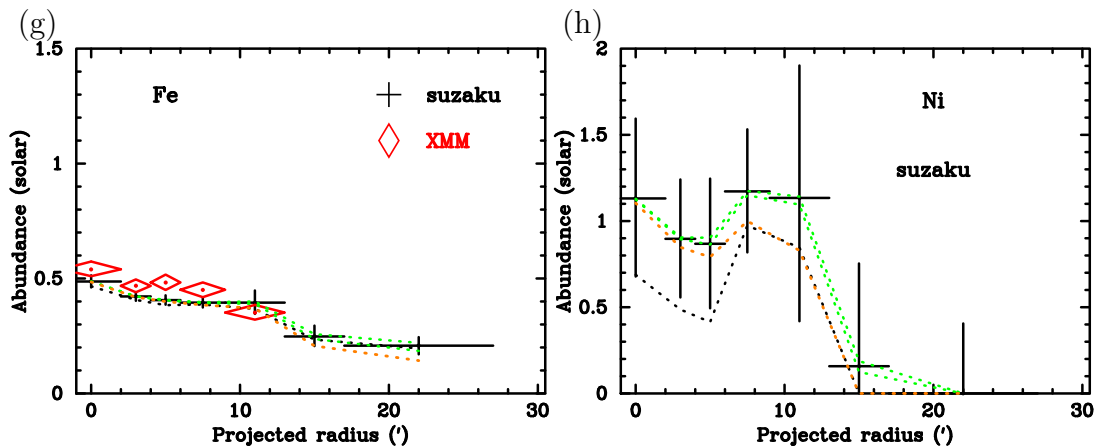 (g)
1.5
1
0.5
0
Abundance (solar)
Fe
suzaku
XMM
0
10
20
30
Projected radius (')
(h)
2
1.5
1
0.5
0
Abundance (solar)
Ni
suzaku
0
10
20
30
Projected radius (')